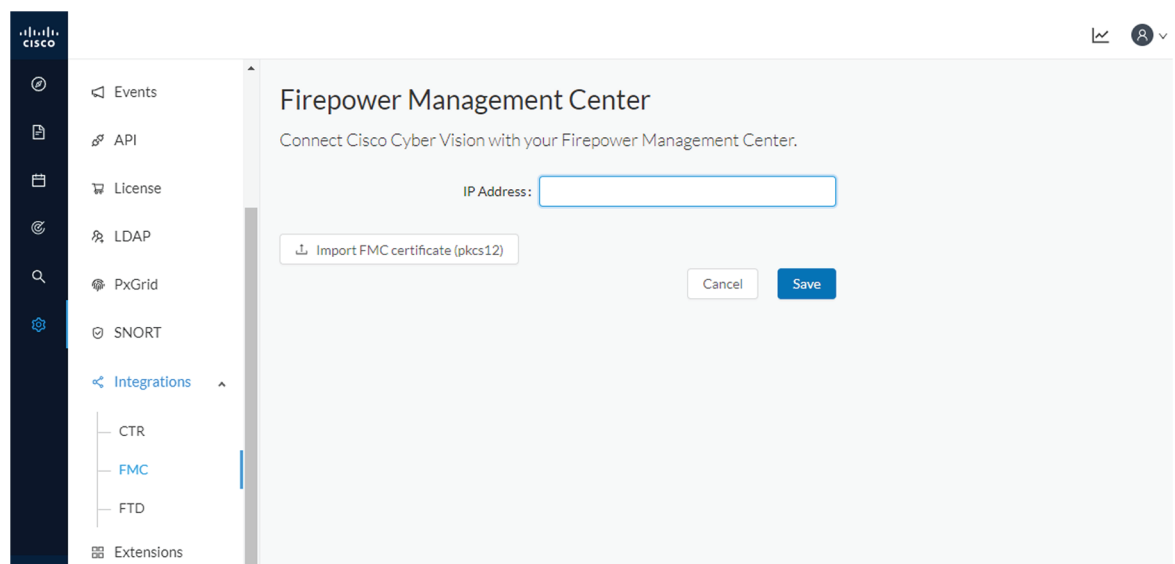 CISCO
Events
API
License
LDAP
PxGrid
SNORT
Integrations
CTR
FMC
FTD
Extensions
Firepower Management Center
Connect Cisco Cyber Vision with your Firepower Management Center.
IP Address:
Import FMC certificate (pkcs12)
Cancel
Save